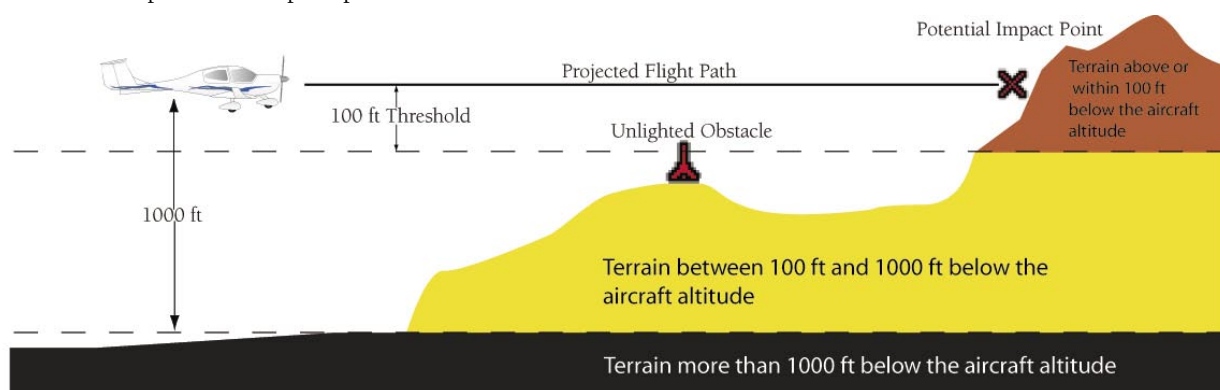 Potential Impact Point
Projected Flight Path
Terrain above or
within 100 ft
below the aircraft
altitude
100 ft Threshold
Unlighted Obstacle
1000 ft
Terrain between 100 ft and 1000 ft below the
aircraft altitude
Terrain more than 1000 ft below the aircraft altitude